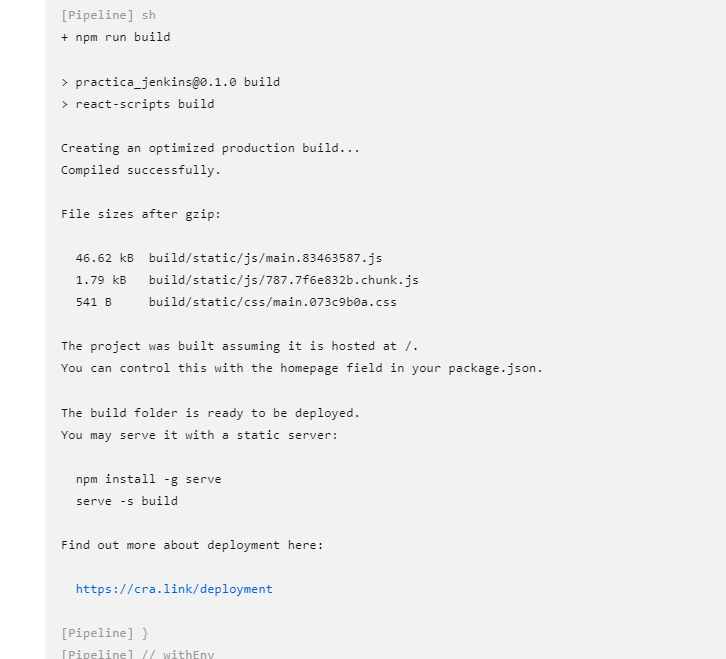 [Pipeline] sh
+ npm run build
> practica_jenkins@0.1.0 build
> react-scripts build
Creating an optimized production build...
Compiled successfully.
File sizes after gzip:
46.62 kB  build/static/js/main.83463587.js
1.79 kB   build/static/js/787.7f6e832b.chunk.js
541 B     build/static/css/main.073c9b0a.css
The project was built assuming it is hosted at /.
You can control this with the homepage field in your package.json.
The build folder is ready to be deployed.
You may serve it with a static server:
npm install -g serve
serve -s build
Find out more about deployment here:
https://cra.link/deployment
[Pipeline] }
[Pipeline] // withEnv